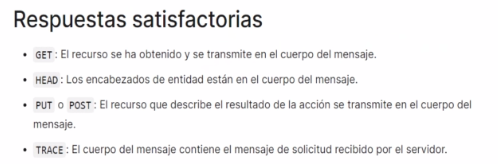 Respuestas satisfactorias
• GET: El recurso se ha obtenido y se transmite en el cuerpo del mensaje.
• HEAD: Los encabezados de entidad están en el cuerpo del mensaje.
• PUT o POST: El recurso que describe el resultado de la acción se transmite en el cuerpo del
mensaje.
• TRACE: El cuerpo del mensaje contiene el mensaje de solicitud recibido por el servidor.